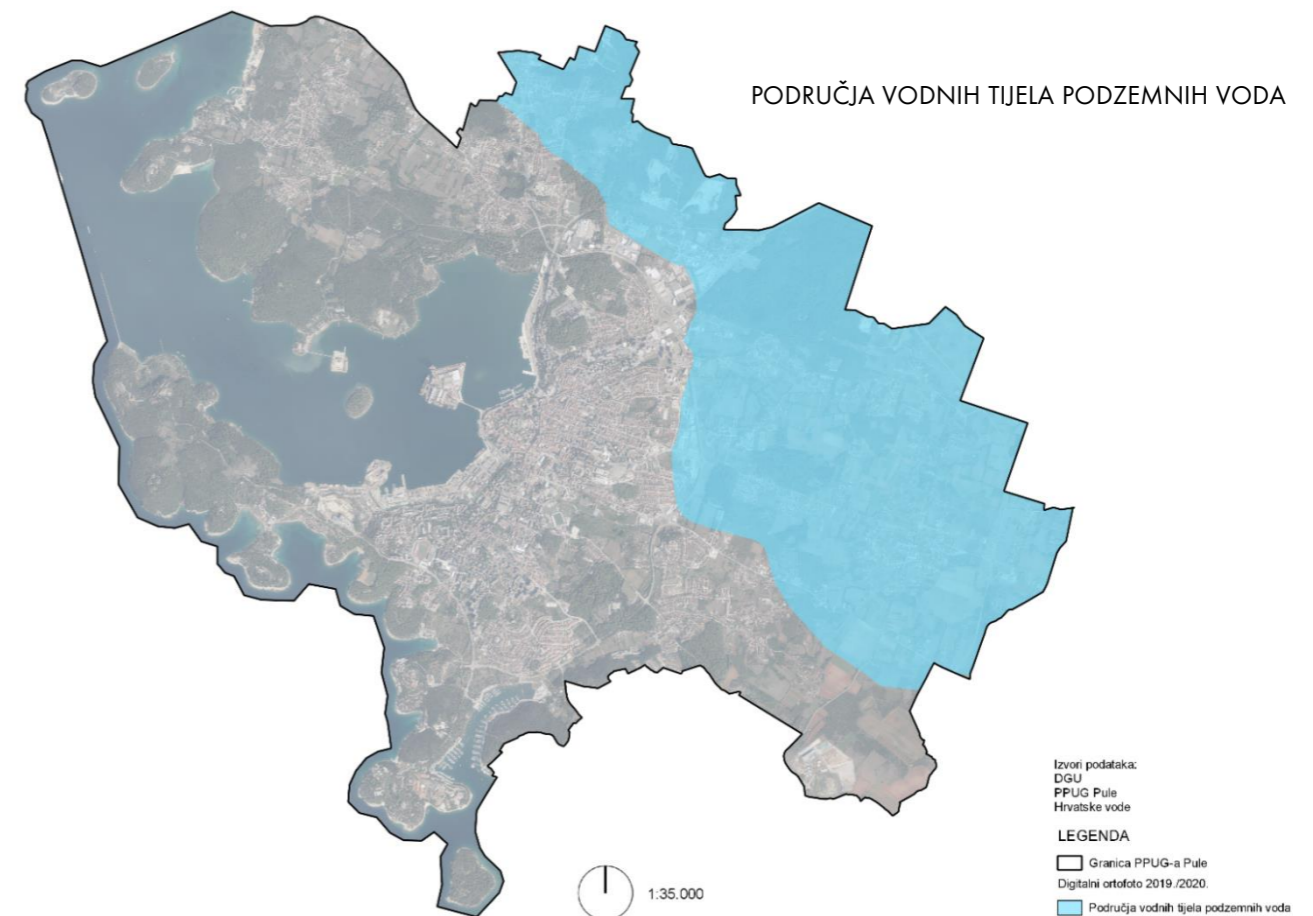 PODRUČJA VODNIH TIJELA PODZEMNIH VODA
Izvori podataka:
DGU
PPUG Pule
Hrvatske vode
LEGENDA
Granica PPUG-a Pule
Digitalni ortofoto 2019./2020.
Područja vodnih tijela podzemnih voda
1:35.000